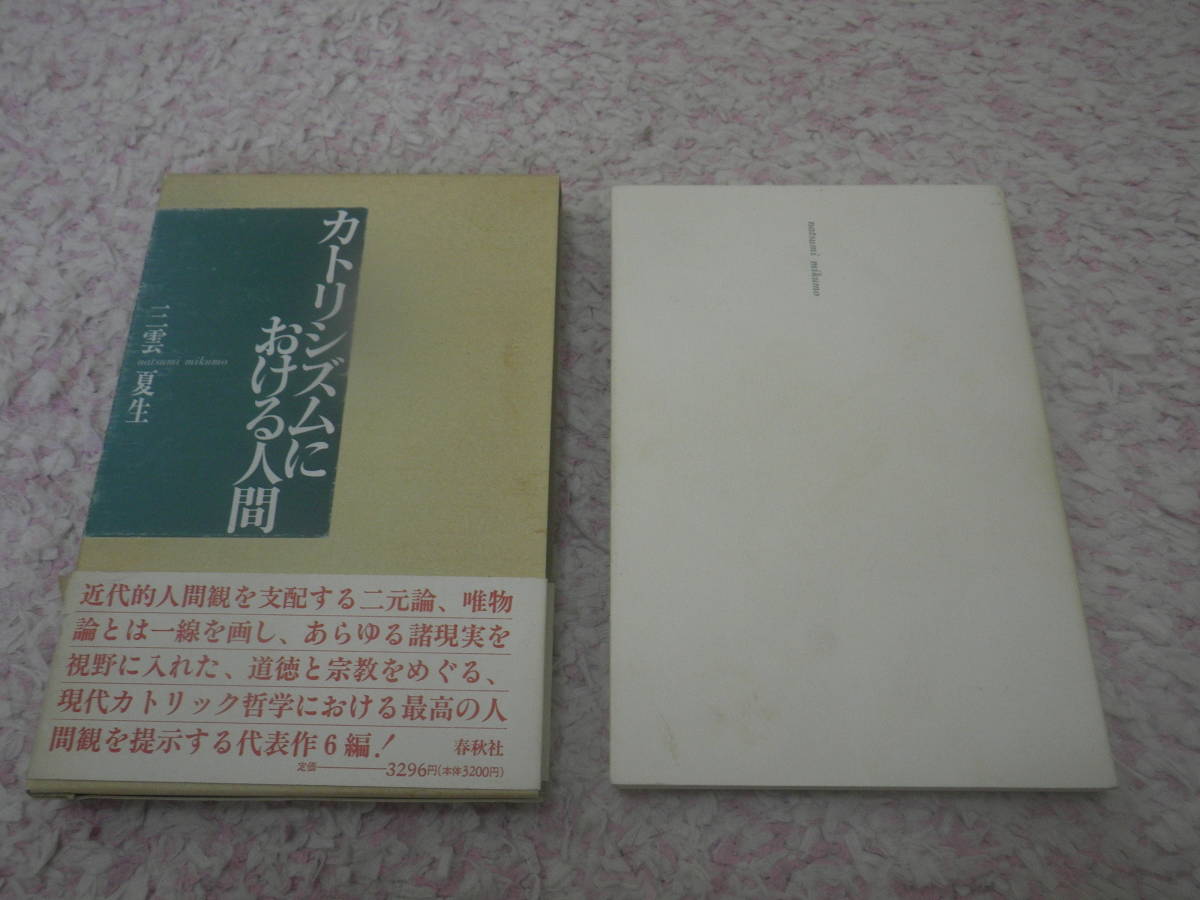 カトリシズムに
おける人間
三雲 夏生
natsumi mikumo
近代的人間観を支配する二元論、唯物
論とは一線を画し、あらゆる諸現実を
視野に入れた、道徳と宗教をめぐる、
現代カトリック哲学における最高の人
間観を提示する代表作6編!
春秋社
定価━━3296円(本体3200円)
natsumi mikumo